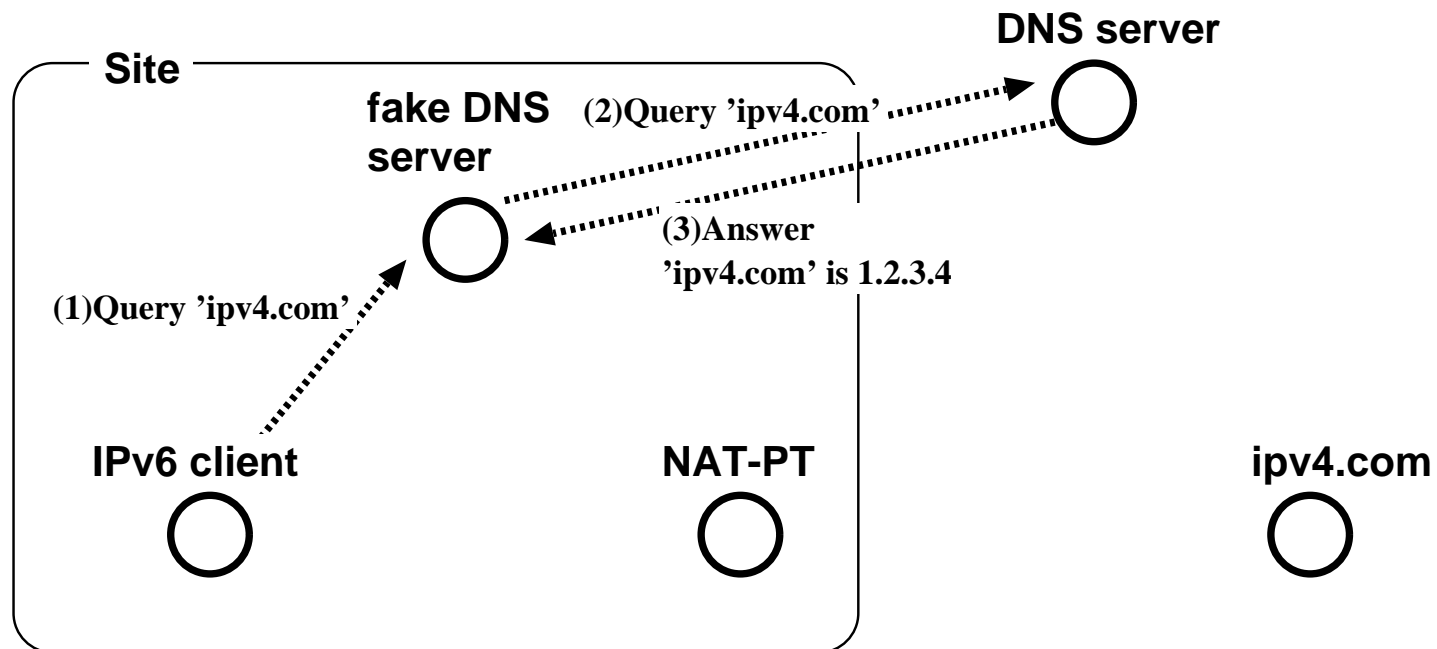 DNS server
Site
fake DNS
server
(2)Query ’ipv4.com’
(3)Answer
’ipv4.com’ is 1.2.3.4
(1)Query ’ipv4.com’
IPv6 client
NAT-PT
ipv4.com